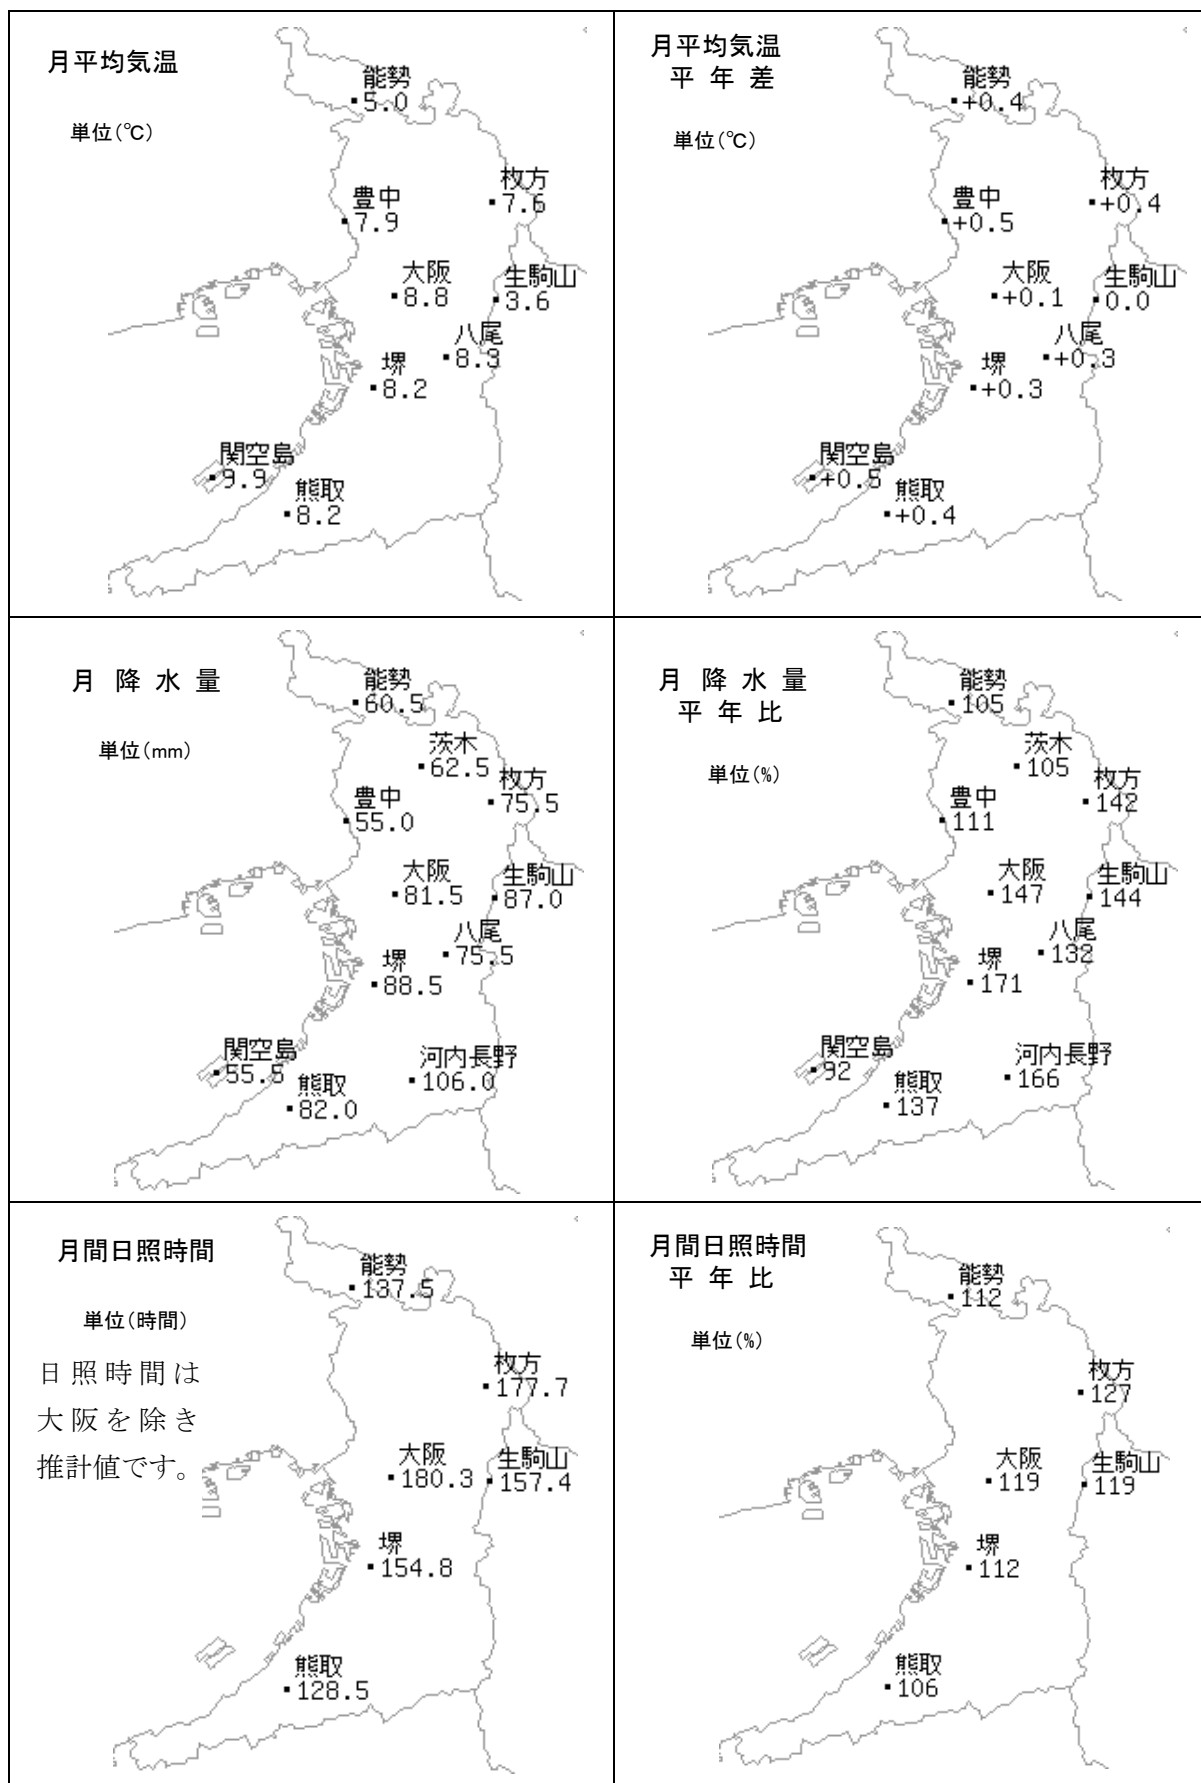 月平均気温
単位(℃)
能勢
5.0
枚方
7.6
豊中
7.9
大阪
8.8
生駒山
3.6
八尾
8.3
堺
8.2
関空島
9.9
熊取
8.2
月平均気温
平年差
単位(℃)
能勢
+0.4
枚方
+0.4
豊中
+0.5
大阪
+0.1
生駒山
0.0
八尾
+0.3
堺
+0.3
関空島
+0.5
熊取
+0.4
月降水量
単位(mm)
能勢
60.5
茨木
62.5
枚方
75.5
豊中
55.0
大阪
81.5
生駒山
87.0
八尾
75.5
堺
88.5
関空島
55.5
河内長野
106.0
熊取
82.0
月降水量
平年比
単位(%)
能勢
105
茨木
105
枚方
142
豊中
111
大阪
147
生駒山
144
八尾
132
堺
171
関空島
92
河内長野
166
熊取
137
月間日照時間
単位(時間)
日照時間は
大阪を除き
推計値です。
能勢
137.5
枚方
177.7
大阪
180.3
生駒山
157.4
堺
154.8
熊取
128.5
月間日照時間
平年比
単位(%)
能勢
112
枚方
127
大阪
119
生駒山
119
堺
112
熊取
106